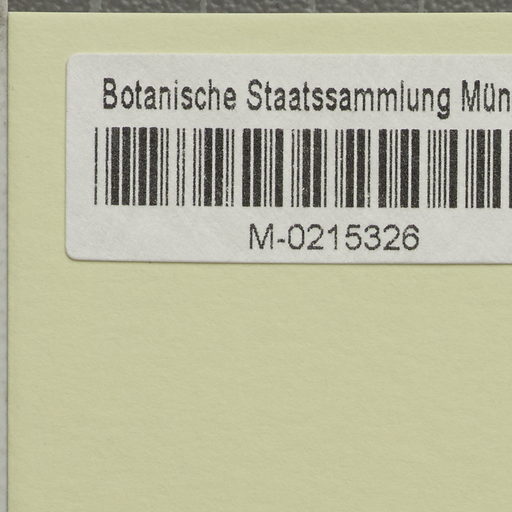 Botanische Staatssammlung Mün
M-0215326